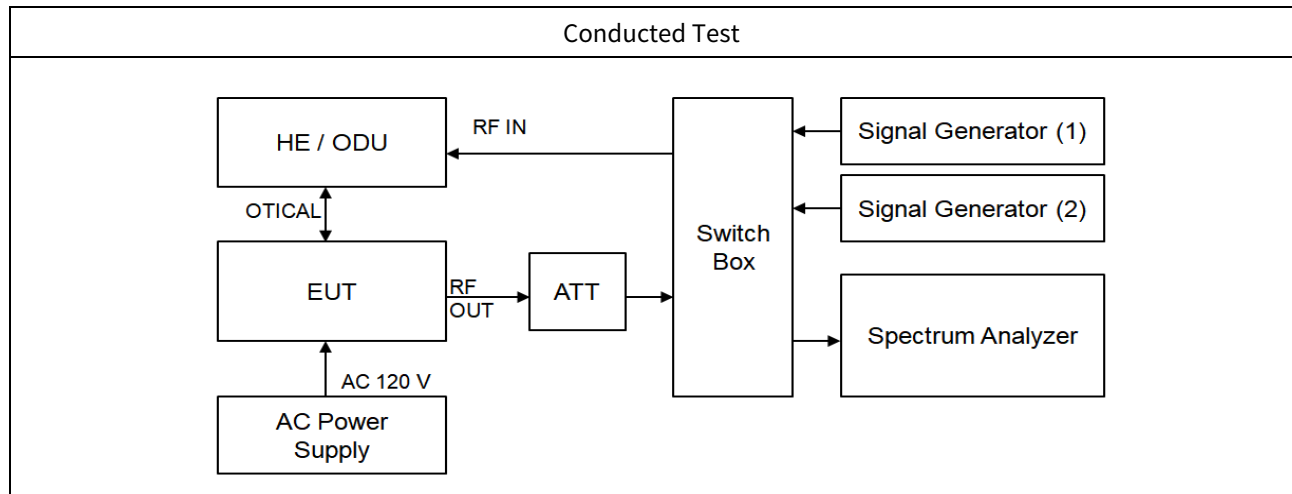 Conducted Test
HE / ODU
RF IN
Signal Generator (1)
OTICAL
Signal Generator (2)
Switch
Box
EUT
RF
OUT
ATT
Spectrum Analyzer
AC 120 V
AC Power
Supply